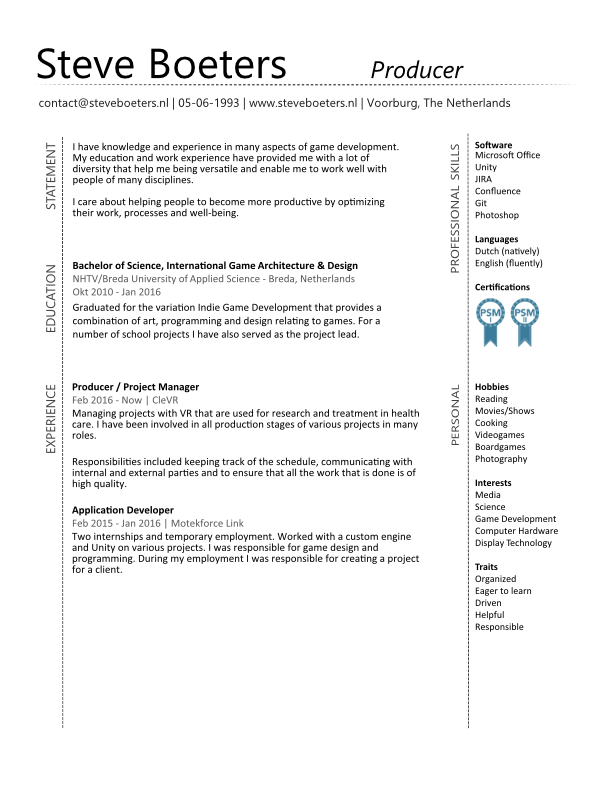 Steve Boeters
Producer
contact@steveboeters.nl | 05-06-1993 | www.steveboeters.nl | Voorburg, The Netherlands
STATEMENT
I have knowledge and experience in many aspects of game development.
My education and work experience have provided me with a lot of
diversity that help me being versatile and enable me to work well with
people of many disciplines.
I care about helping people to become more productive by optimizing
their work, processes and well-being.
EDUCATION
Bachelor of Science, International Game Architecture & Design
NHTV/Breda University of Applied Science - Breda, Netherlands
Okt 2010 - Jan 2016
Graduated for the variation Indie Game Development that provides a
combination of art, programming and design relating to games. For a
number of school projects I have also served as the project lead.
EXPERIENCE
Producer / Project Manager
Feb 2016 - Now | CleVR
Managing projects with VR that are used for research and treatment in health
care. I have been involved in all production stages of various projects in many
roles.
Responsibilities included keeping track of the schedule, communicating with
internal and external parties and to ensure that all the work that is done is of
high quality.
Application Developer
Feb 2015 - Jan 2016 | Motekforce Link
Two internships and temporary employment. Worked with a custom engine
and Unity on various projects. I was responsible for game design and
programming. During my employment I was responsible for creating a project
for a client.
PROFESSIONAL SKILLS
Software
Microsoft Office
Unity
JIRA
Confluence
Git
Photoshop
Languages
Dutch (natively)
English (fluently)
Certifications
PSM I
PSM II
PERSONAL
Hobbies
Reading
Movies/Shows
Cooking
Videogames
Boardgames
Photography
Interests
Media
Science
Game Development
Computer Hardware
Display Technology
Traits
Organized
Eager to learn
Driven
Helpful
Responsible